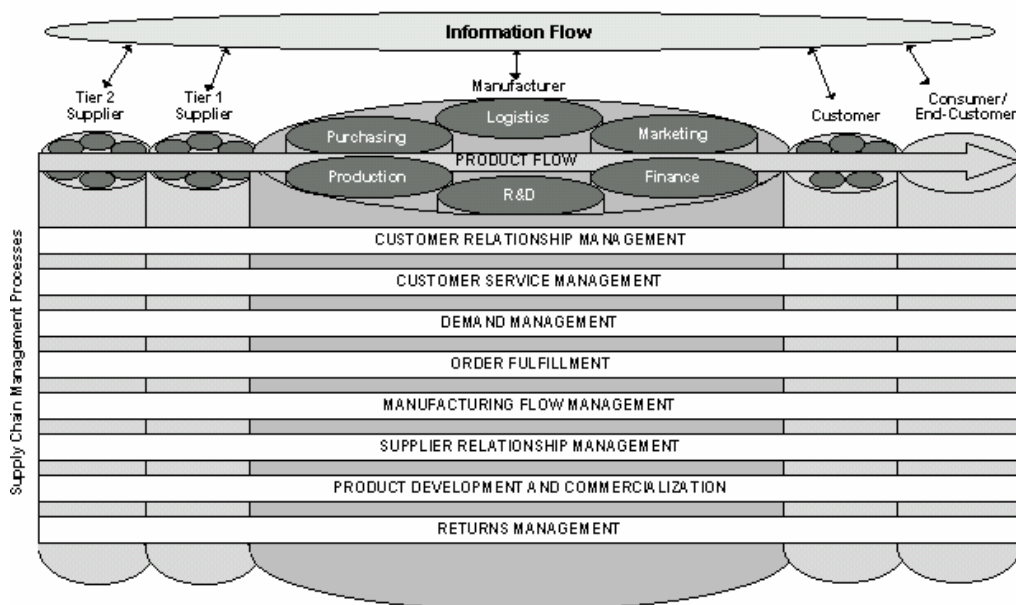 Information Flow
Tier 2
Supplier
Tier 1
Supplier
Manufacturer
Customer
Consumer/
End-Customer
Logistics
Purchasing
Marketing
PRODUCT FLOW
Production
Finance
R&D
Supply Chain Management Processes
CUSTOMER RELATIONSHIP MANAGEMENT
CUSTOMER SERVICE MANAGEMENT
DEMAND MANAGEMENT
ORDER FULFILLMENT
MANUFACTURING FLOW MANAGEMENT
SUPPLIER RELATIONSHIP MANAGEMENT
PRODUCT DEVELOPMENT AND COMMERCIALIZATION
RETURNS MANAGEMENT